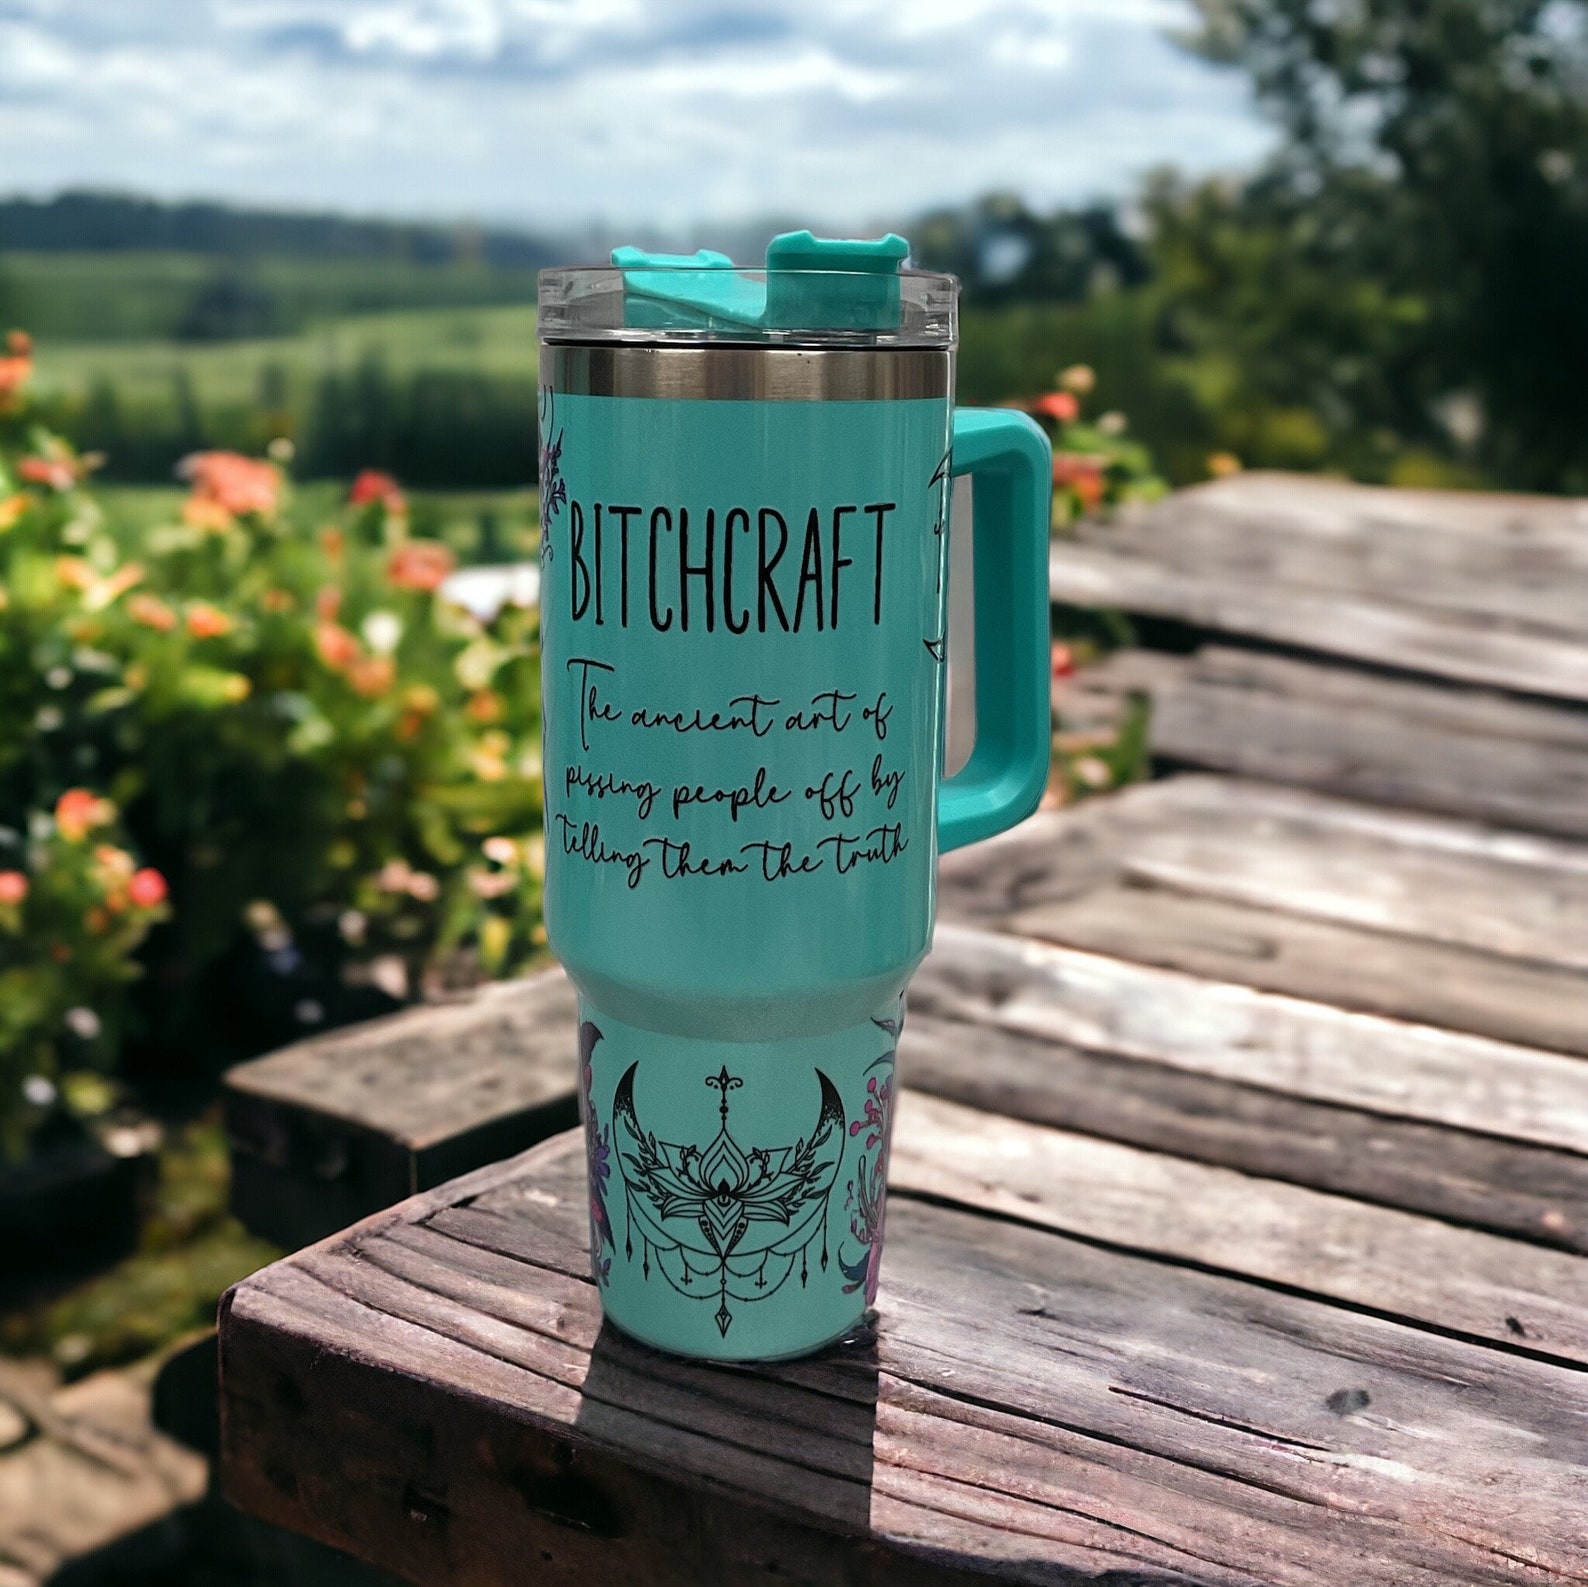 BITCHCRAFT
The ancient art of
pissing people off by
telling them the truth